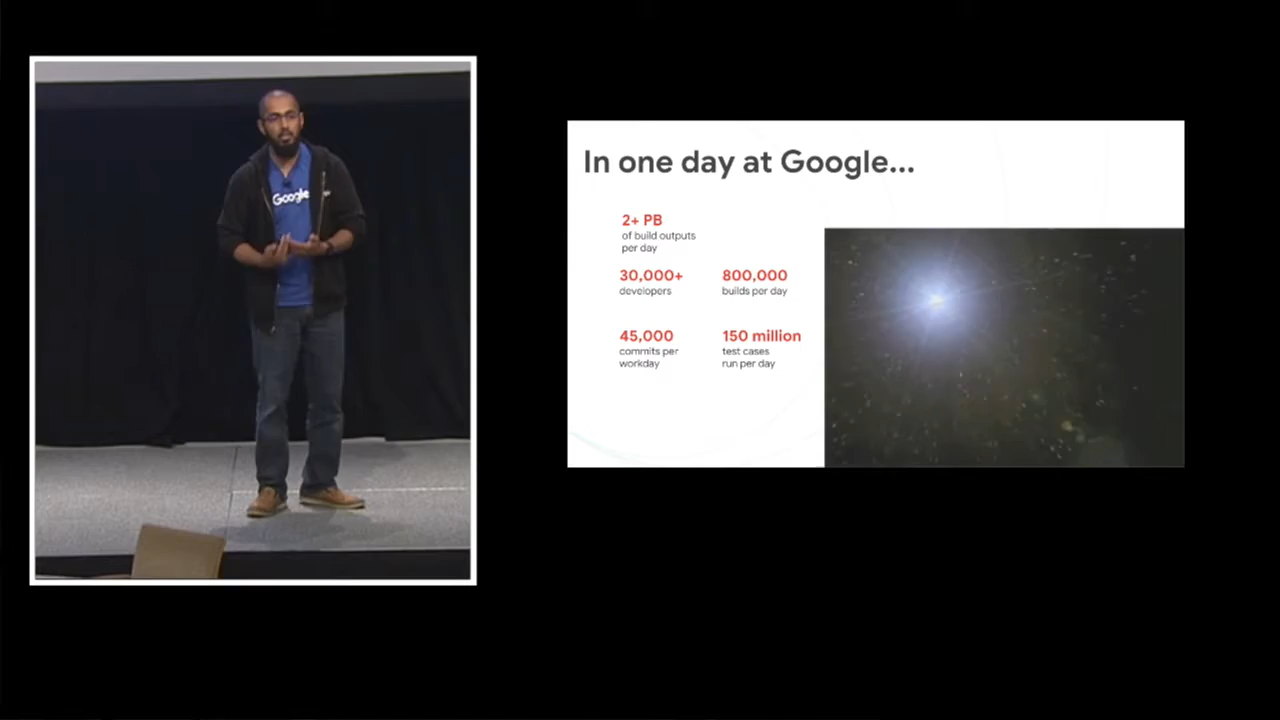 Google
In one day at Google...
2+ PB
of build outputs
per day
30,000+
developers
800,000
builds per day
45,000
commits per
workday
150 million
test cases
run per day